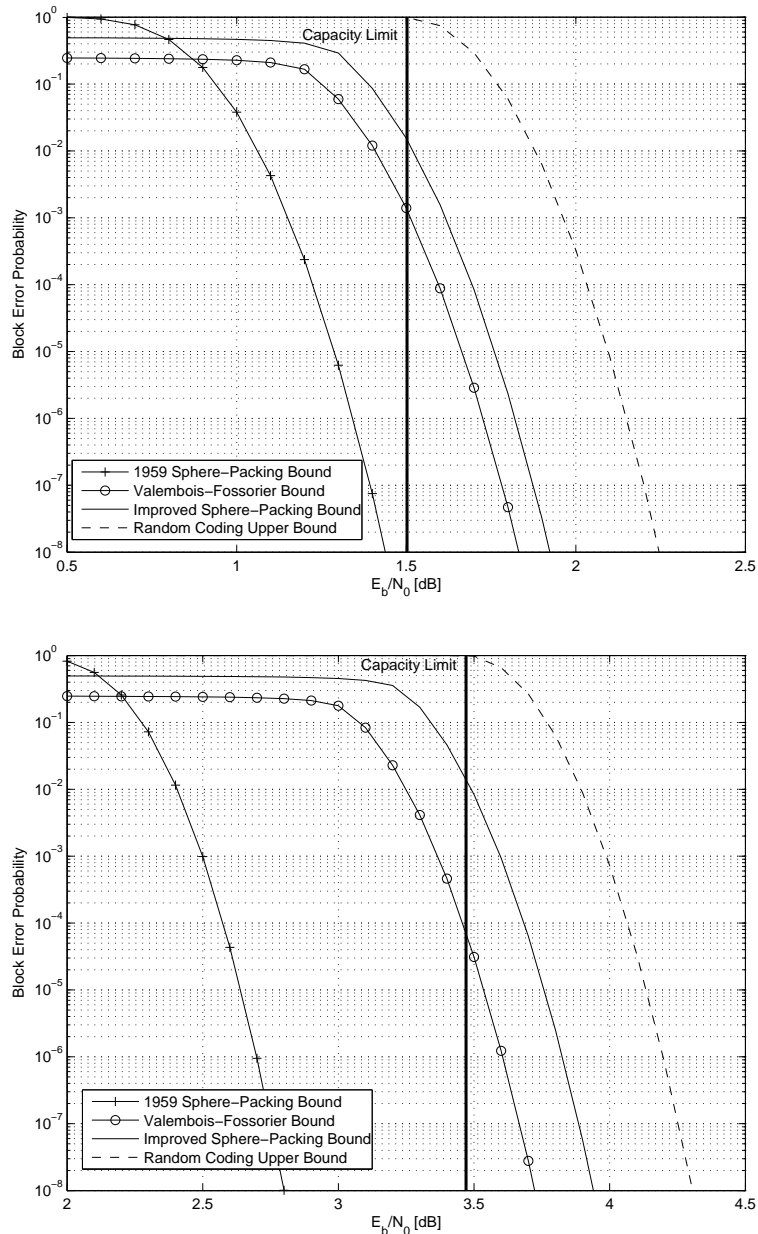 10^0
10^-1
10^-2
10^-3
10^-4
10^-5
10^-6
10^-7
10^-8
Block Error Probability
Capacity Limit
1959 Sphere−Packing Bound
Valembois−Fossorier Bound
Improved Sphere−Packing Bound
Random Coding Upper Bound
0.5 1 1.5 2 2.5
E_b/N_0 [dB]
10^0
10^-1
10^-2
10^-3
10^-4
10^-5
10^-6
10^-7
10^-8
Block Error Probability
Capacity Limit
1959 Sphere−Packing Bound
Valembois−Fossorier Bound
Improved Sphere−Packing Bound
Random Coding Upper Bound
2 2.5 3 3.5 4 4.5
E_b/N_0 [dB]